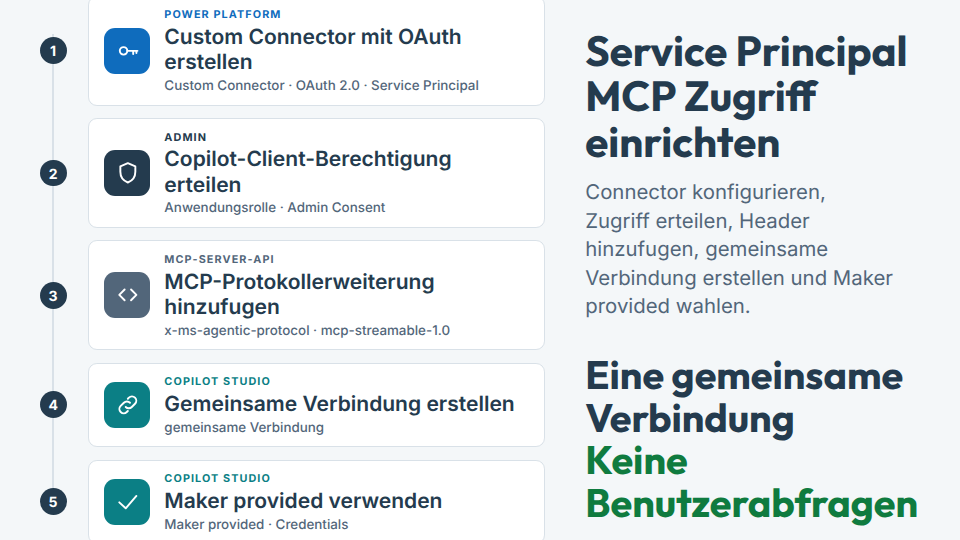 1
POWER PLATFORM
Custom Connector mit OAuth
erstellen
Custom Connector · OAuth 2.0 · Service Principal
2
ADMIN
Copilot-Client-Berechtigung
erteilen
Anwendungsrolle · Admin Consent
3
MCP-SERVER-API
MCP-Protokollerweiterung
hinzufugen
x-ms-agentic-protocol · mcp-streamable-1.0
4
COPILOT STUDIO
Gemeinsame Verbindung erstellen
gemeinsame Verbindung
5
COPILOT STUDIO
Maker provided verwenden
Maker provided · Credentials
Service Principal
MCP Zugriff
einrichten
Connector konfigurieren,
Zugriff erteilen, Header
hinzufugen, gemeinsame
Verbindung erstellen und Maker
provided wahlen.
Eine gemeinsame
Verbindung
Keine
Benutzerabfragen